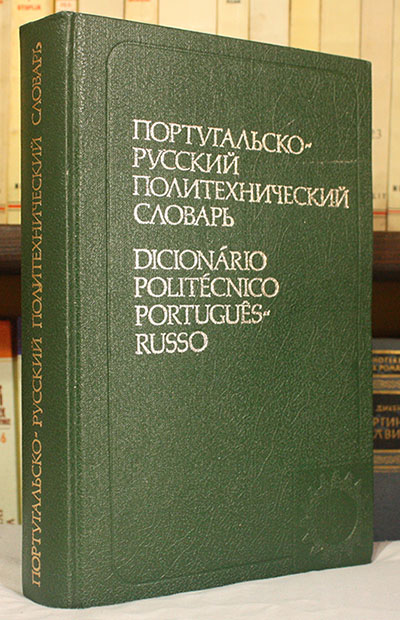 ПОРТУГАЛЬСКО-
РУССКИЙ
ПОЛИТЕХНИЧЕСКИЙ
СЛОВАРЬ
DICIONÁRIO
POLITÉCNICO
PORTUGUÊS-
RUSSO
ПОРТУГАЛЬСКО-РУССКИЙ ПОЛИТЕХНИЧЕСКИЙ СЛОВАРЬ